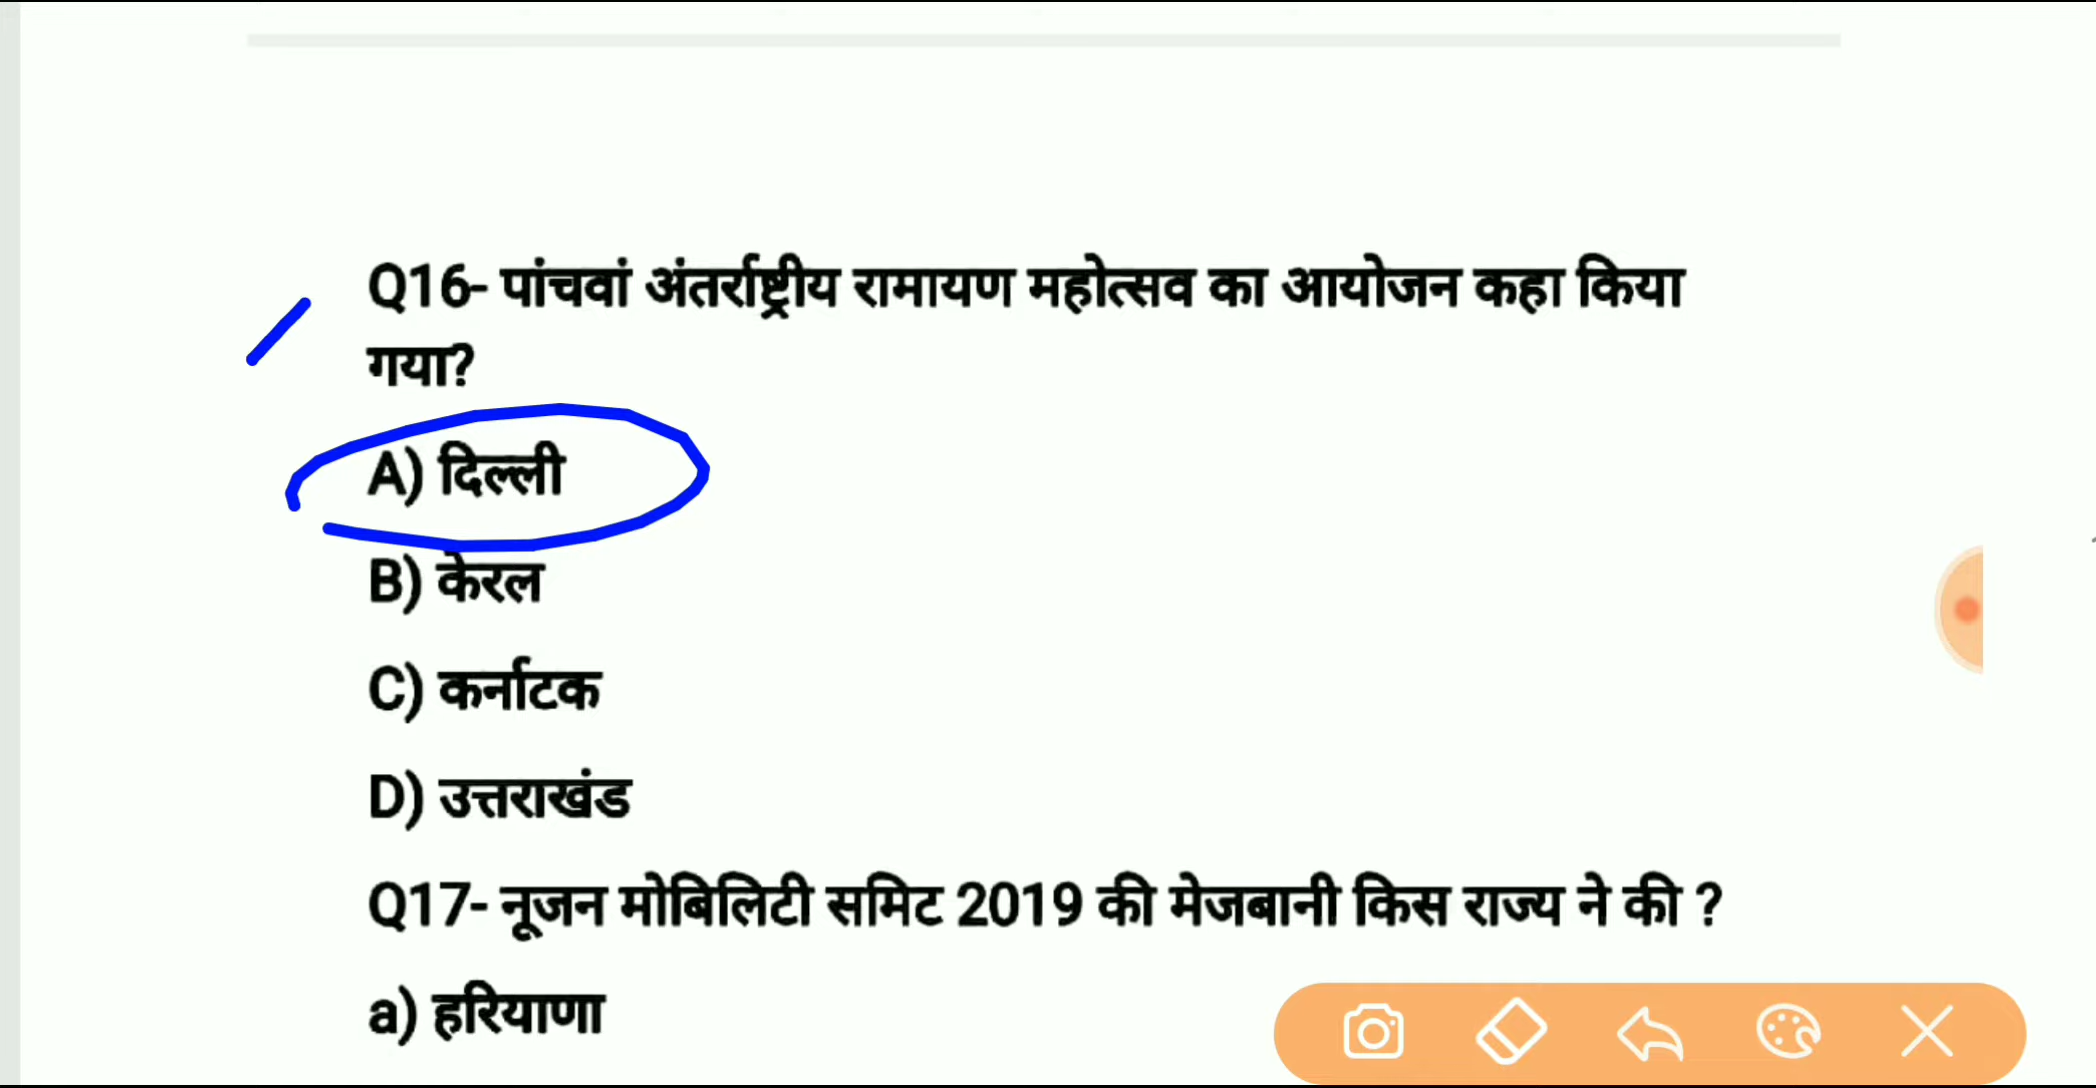 Q16- पांचवां अंतर्राष्ट्रीय रामायण महोत्सव का आयोजन कहा किया
गया?
A) दिल्ली
B) केरल
C) कर्नाटक
D) उत्तराखंड
Q17- नूजन मोबिलिटी समिट 2019 की मेजबानी किस राज्य ने की ?
a) हरियाणा